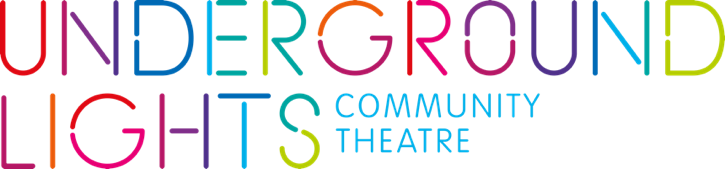 UNDERGROUND
LIGHTS
COMMUNITY
THEATRE